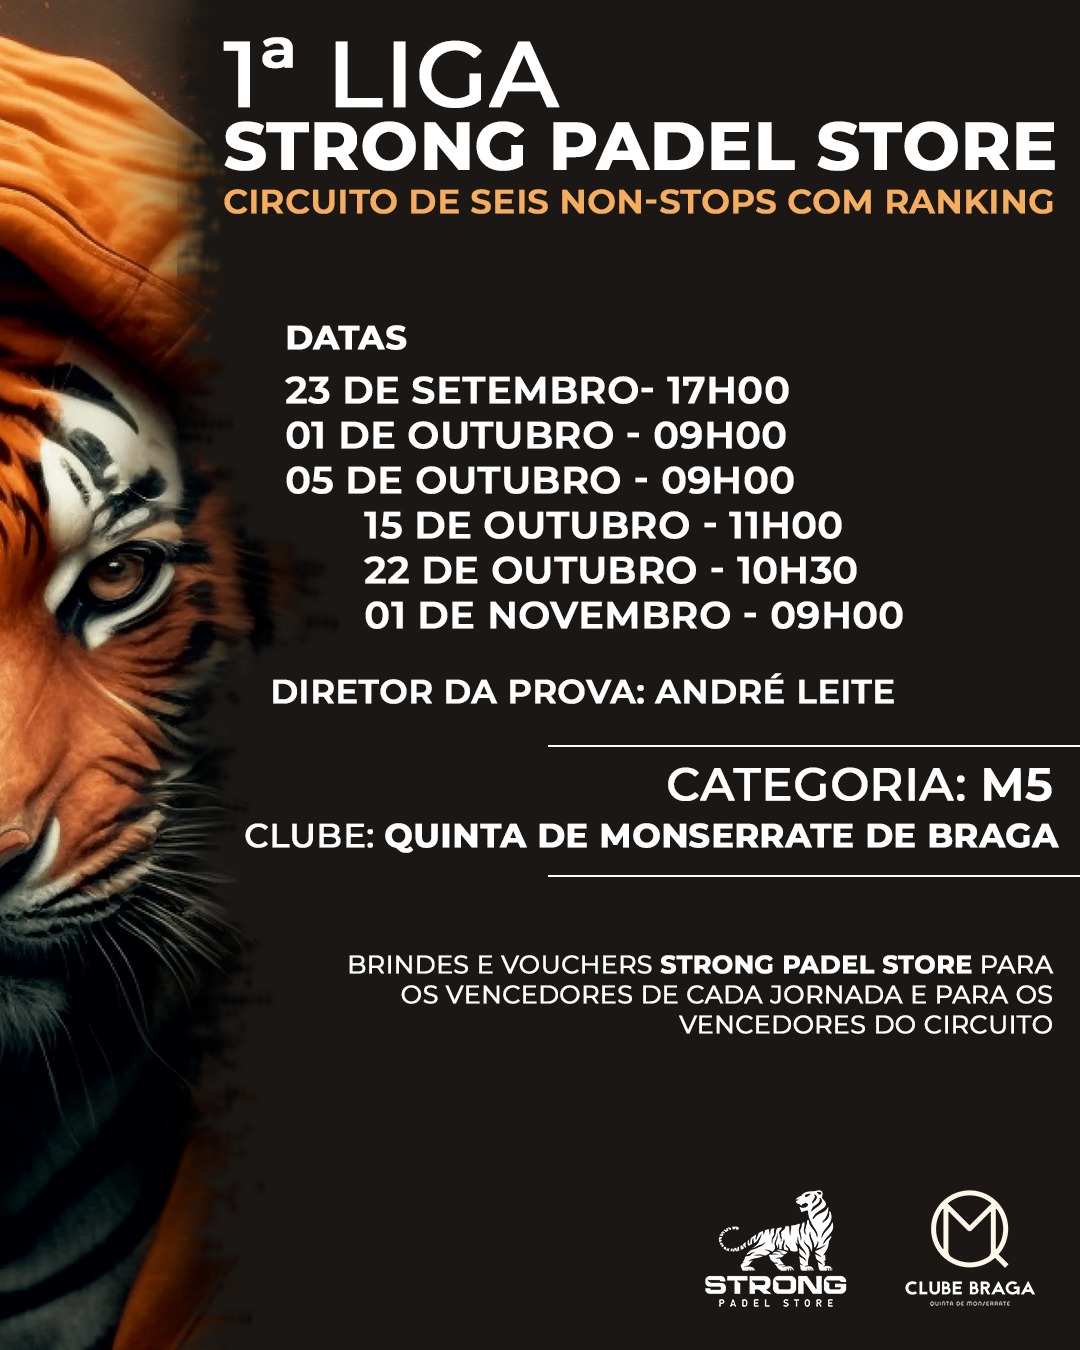 1ª LIGA
STRONG PADEL STORE
CIRCUITO DE SEIS NON-STOPS COM RANKING
DATAS
23 DE SETEMBRO- 17H00
01 DE OUTUBRO - 09H00
05 DE OUTUBRO - 09H00
15 DE OUTUBRO - 11H00
22 DE OUTUBRO - 10H30
01 DE NOVEMBRO - 09H00
DIRETOR DA PROVA: ANDRÉ LEITE
CATEGORIA: M5
CLUBE: QUINTA DE MONSERRATE DE BRAGA
BRINDES E VOUCHERS STRONG PADEL STORE PARA
OS VENCEDORES DE CADA JORNADA E PARA OS
VENCEDORES DO CIRCUITO
STRONG
PADEL STORE
CLUBE BRAGA
QUINTA DE MONSERRATE